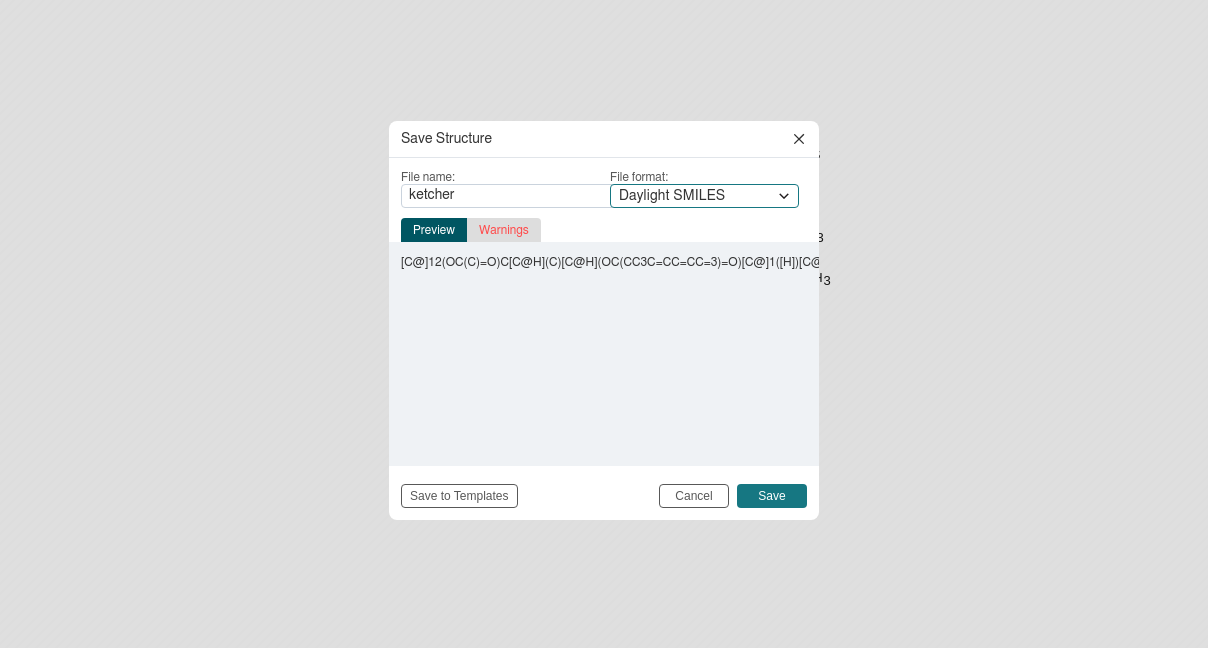 Save Structure
File name:
File format:
ketcher
Daylight SMILES
Preview
Warnings
[C@]12(OC(C)=O)C[C@H](C)[C@H](OC(CC3C=CC=CC=3)=O)[C@]1([H])[C@
3
Save to Templates
Cancel
Save